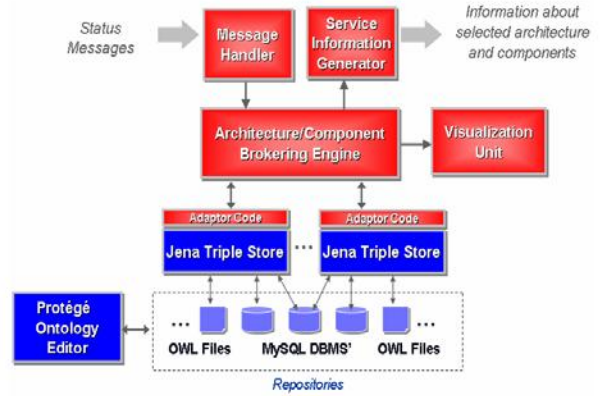 Status
Messages
Message
Handler
Service
Information
Generator
Information about
selected architecture
and components
Architecture/Component
Brokering Engine
Visualization
Unit
Adaptor Code
Jena Triple Store
...
Adaptor Code
Jena Triple Store
Protégé
Ontology
Editor
...
OWL Files
MySQL DBMS'
OWL Files
...
Repositories